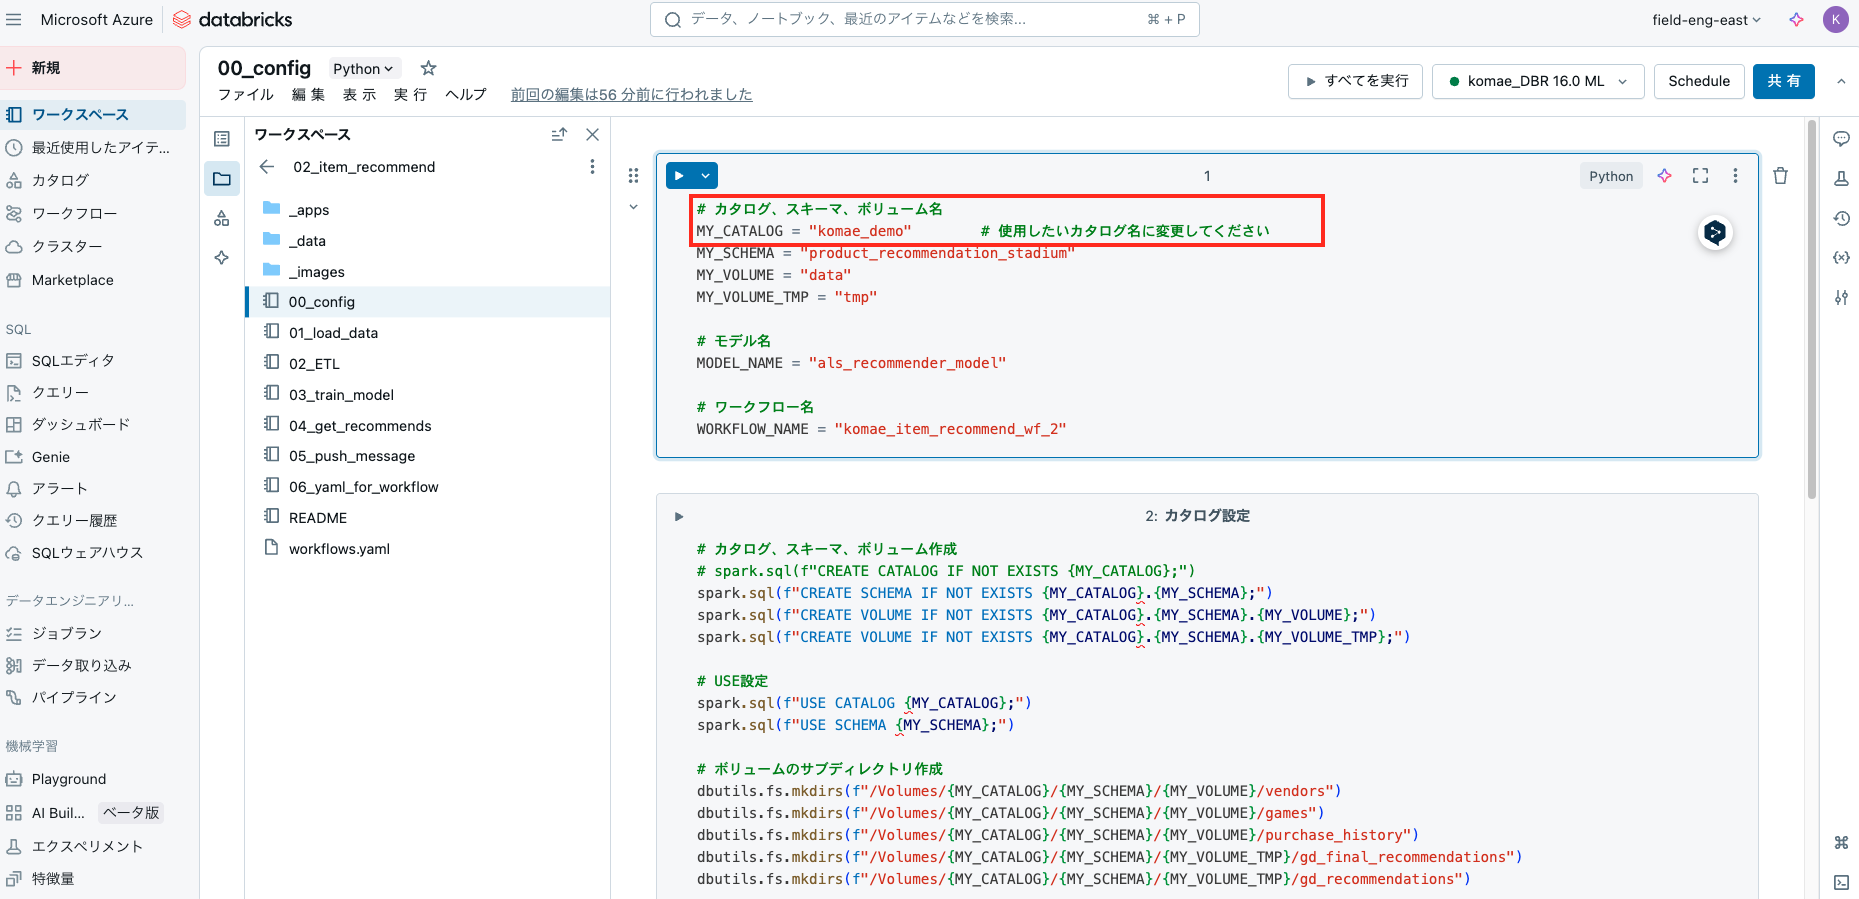 Microsoft Azure
databricks
データ、ノートブック、最近のアイテムなどを検索...
⌘ + P
field-eng-east
K
新規
ワークスペース
最近使用したアイテ...
カタログ
ワークフロー
クラスター
Marketplace
SQL
SQLエディタ
クエリー
ダッシュボード
Genie
アラート
クエリー履歴
SQLウェアハウス
データエンジニアリ...
ジョブラン
データ取り込み
パイプライン
機械学習
Playground
AI Buil... ベータ版
エクスペリメント
特徴量
00_config
Python
ファイル 編集 表示 実行 ヘルプ 前回の編集は56 分前に行われました
すべてを実行
komae_DBR 16.0 ML
Schedule
共有
ワークスペース
02_item_recommend
_apps
_data
_images
00_config
01_load_data
02_ETL
03_train_model
04_get_recommends
05_push_message
06_yaml_for_workflow
README
workflows.yaml
1
Python
# カタログ、スキーマ、ボリューム名
MY_CATALOG = "komae_demo"        # 使用したいカタログ名に変更してください
MY_SCHEMA = "product_recommendation_stadium"
MY_VOLUME = "data"
MY_VOLUME_TMP = "tmp"
# モデル名
MODEL_NAME = "als_recommender_model"
# ワークフロー名
WORKFLOW_NAME = "komae_item_recommend_wf_2"
2: カタログ設定
# カタログ、スキーマ、ボリューム作成
# spark.sql(f"CREATE CATALOG IF NOT EXISTS {MY_CATALOG};")
spark.sql(f"CREATE SCHEMA IF NOT EXISTS {MY_CATALOG}.{MY_SCHEMA};")
spark.sql(f"CREATE VOLUME IF NOT EXISTS {MY_CATALOG}.{MY_SCHEMA}.{MY_VOLUME};")
spark.sql(f"CREATE VOLUME IF NOT EXISTS {MY_CATALOG}.{MY_SCHEMA}.{MY_VOLUME_TMP};")
# USE設定
spark.sql(f"USE CATALOG {MY_CATALOG};")
spark.sql(f"USE SCHEMA {MY_SCHEMA};")
# ボリュームのサブディレクトリ作成
dbutils.fs.mkdirs(f"/Volumes/{MY_CATALOG}/{MY_SCHEMA}/{MY_VOLUME}/vendors")
dbutils.fs.mkdirs(f"/Volumes/{MY_CATALOG}/{MY_SCHEMA}/{MY_VOLUME}/games")
dbutils.fs.mkdirs(f"/Volumes/{MY_CATALOG}/{MY_SCHEMA}/{MY_VOLUME}/purchase_history")
dbutils.fs.mkdirs(f"/Volumes/{MY_CATALOG}/{MY_SCHEMA}/{MY_VOLUME_TMP}/gd_final_recommendations")
dbutils.fs.mkdirs(f"/Volumes/{MY_CATALOG}/{MY_SCHEMA}/{MY_VOLUME_TMP}/gd_recommendations")